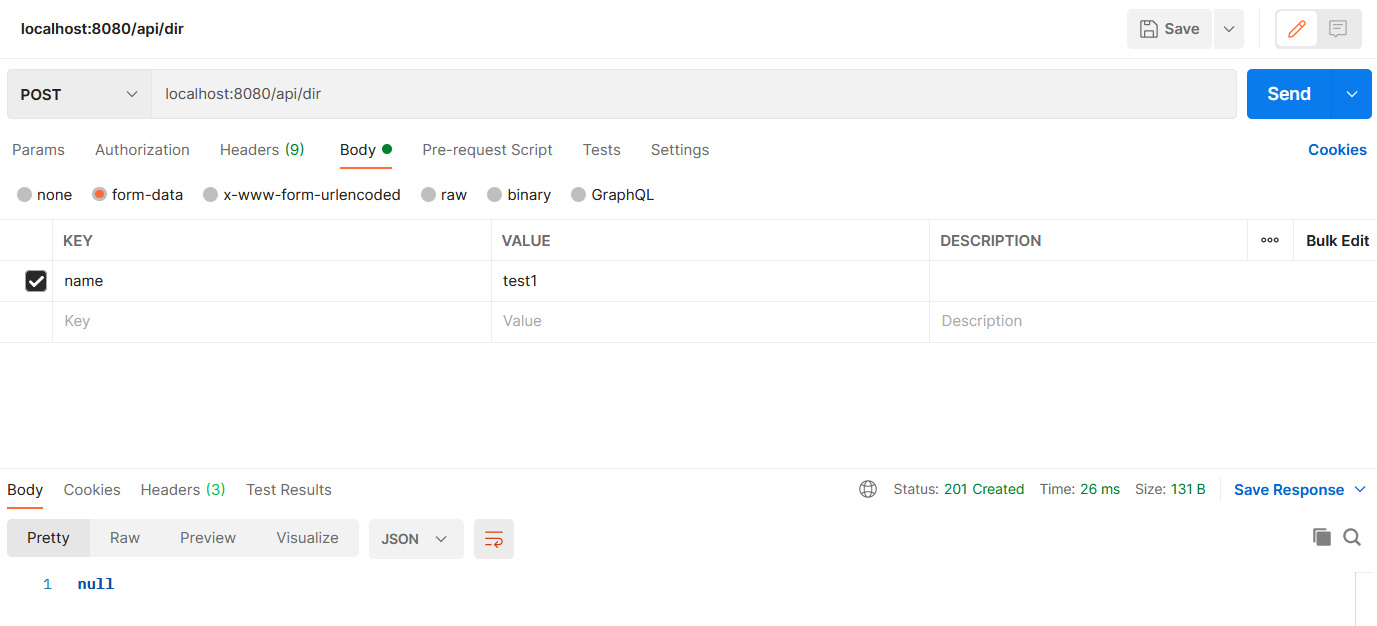 localhost:8080/api/dir
Save
POST
localhost:8080/api/dir
Send
Params Authorization Headers (9) Body Pre-request Script Tests Settings Cookies
none form-data x-www-form-urlencoded raw binary GraphQL
KEY VALUE DESCRIPTION ooo Bulk Edit
name test1
Key Value Description
Body Cookies Headers (3) Test Results Status: 201 Created Time: 26 ms Size: 131 B Save Response
Pretty Raw Preview Visualize JSON
1 null